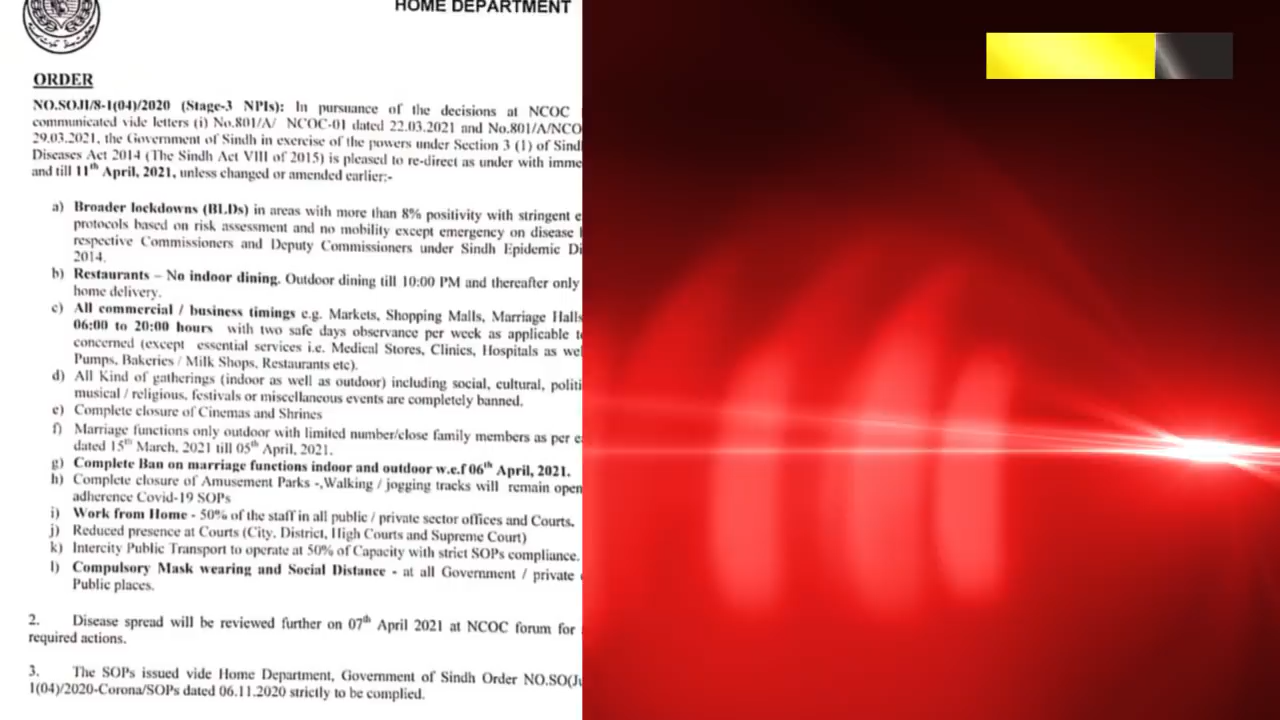 HOME DEPARTMENT
ORDER
NO.SOJI/8-1(04)/2020 (Stage-3 NPIs): In pursuance of the decisions at NCOC
communicated vide letters (i) No.801/A/ NCOC-01 dated 22.03.2021 and No.801/A/NCO
29.03.2021, the Government of Sindh in exercise of the powers under Section 3 (1) of Sind
Diseases Act 2014 (The Sindh Act VIII of 2015) is pleased to re-direct as under with imme
and till 11th April, 2021, unless changed or amended earlier:-
a) Broader lockdowns (BLDs) in areas with more than 8% positivity with stringent e
protocols based on risk assessment and no mobility except emergency on disease
respective Commissioners and Deputy Commissioners under Sindh Epidemic Di
2014.
b) Restaurants – No indoor dining. Outdoor dining till 10:00 PM and thereafter only
home delivery.
c) All commercial / business timings e.g. Markets, Shopping Malls, Marriage Halls
06:00 to 20:00 hours with two safe days observance per week as applicable t
concerned (except essential services i.e. Medical Stores, Clinics, Hospitals as wel
Pumps, Bakeries / Milk Shops, Restaurants etc).
d) All Kind of gatherings (indoor as well as outdoor) including social, cultural, politi
musical / religious, festivals or miscellaneous events are completely banned.
e) Complete closure of Cinemas and Shrines
f) Marriage functions only outdoor with limited number/close family members as per e
dated 15th March, 2021 till 05th April, 2021.
g) Complete Ban on marriage functions indoor and outdoor w.e.f 06th April, 2021.
h) Complete closure of Amusement Parks -,Walking / jogging tracks will remain open
adherence Covid-19 SOPs
i) Work from Home - 50% of the staff in all public / private sector offices and Courts.
j) Reduced presence at Courts (City, District, High Courts and Supreme Court)
k) Intercity Public Transport to operate at 50% of Capacity with strict SOPs compliance.
l) Compulsory Mask wearing and Social Distance - at all Government / private
Public places.
2. Disease spread will be reviewed further on 07th April 2021 at NCOC forum for
required actions.
3. The SOPs issued vide Home Department, Government of Sindh Order NO.SO(Ju
1(04)/2020-Corona/SOPs dated 06.11.2020 strictly to be complied.